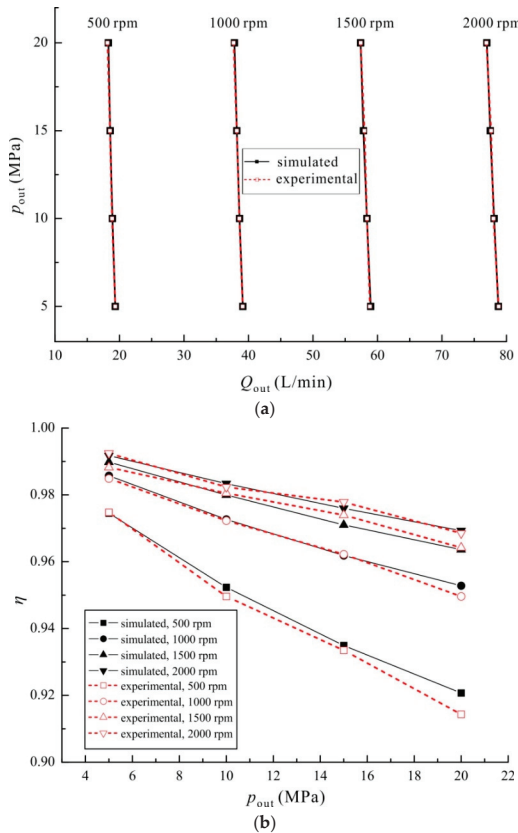 500 rpm 1000 rpm 1500 rpm 2000 rpm
20
15
10
5
p_out (MPa)
simulated
experimental
10 20 30 40 50 60 70 80
Q_out (L/min)
(a)
1.00
0.98
0.96
0.94
0.92
0.90
η
simulated, 500 rpm
simulated, 1000 rpm
simulated, 1500 rpm
simulated, 2000 rpm
experimental, 500 rpm
experimental, 1000 rpm
experimental, 1500 rpm
experimental, 2000 rpm
4 6 8 10 12 14 16 18 20 22
p_out (MPa)
(b)